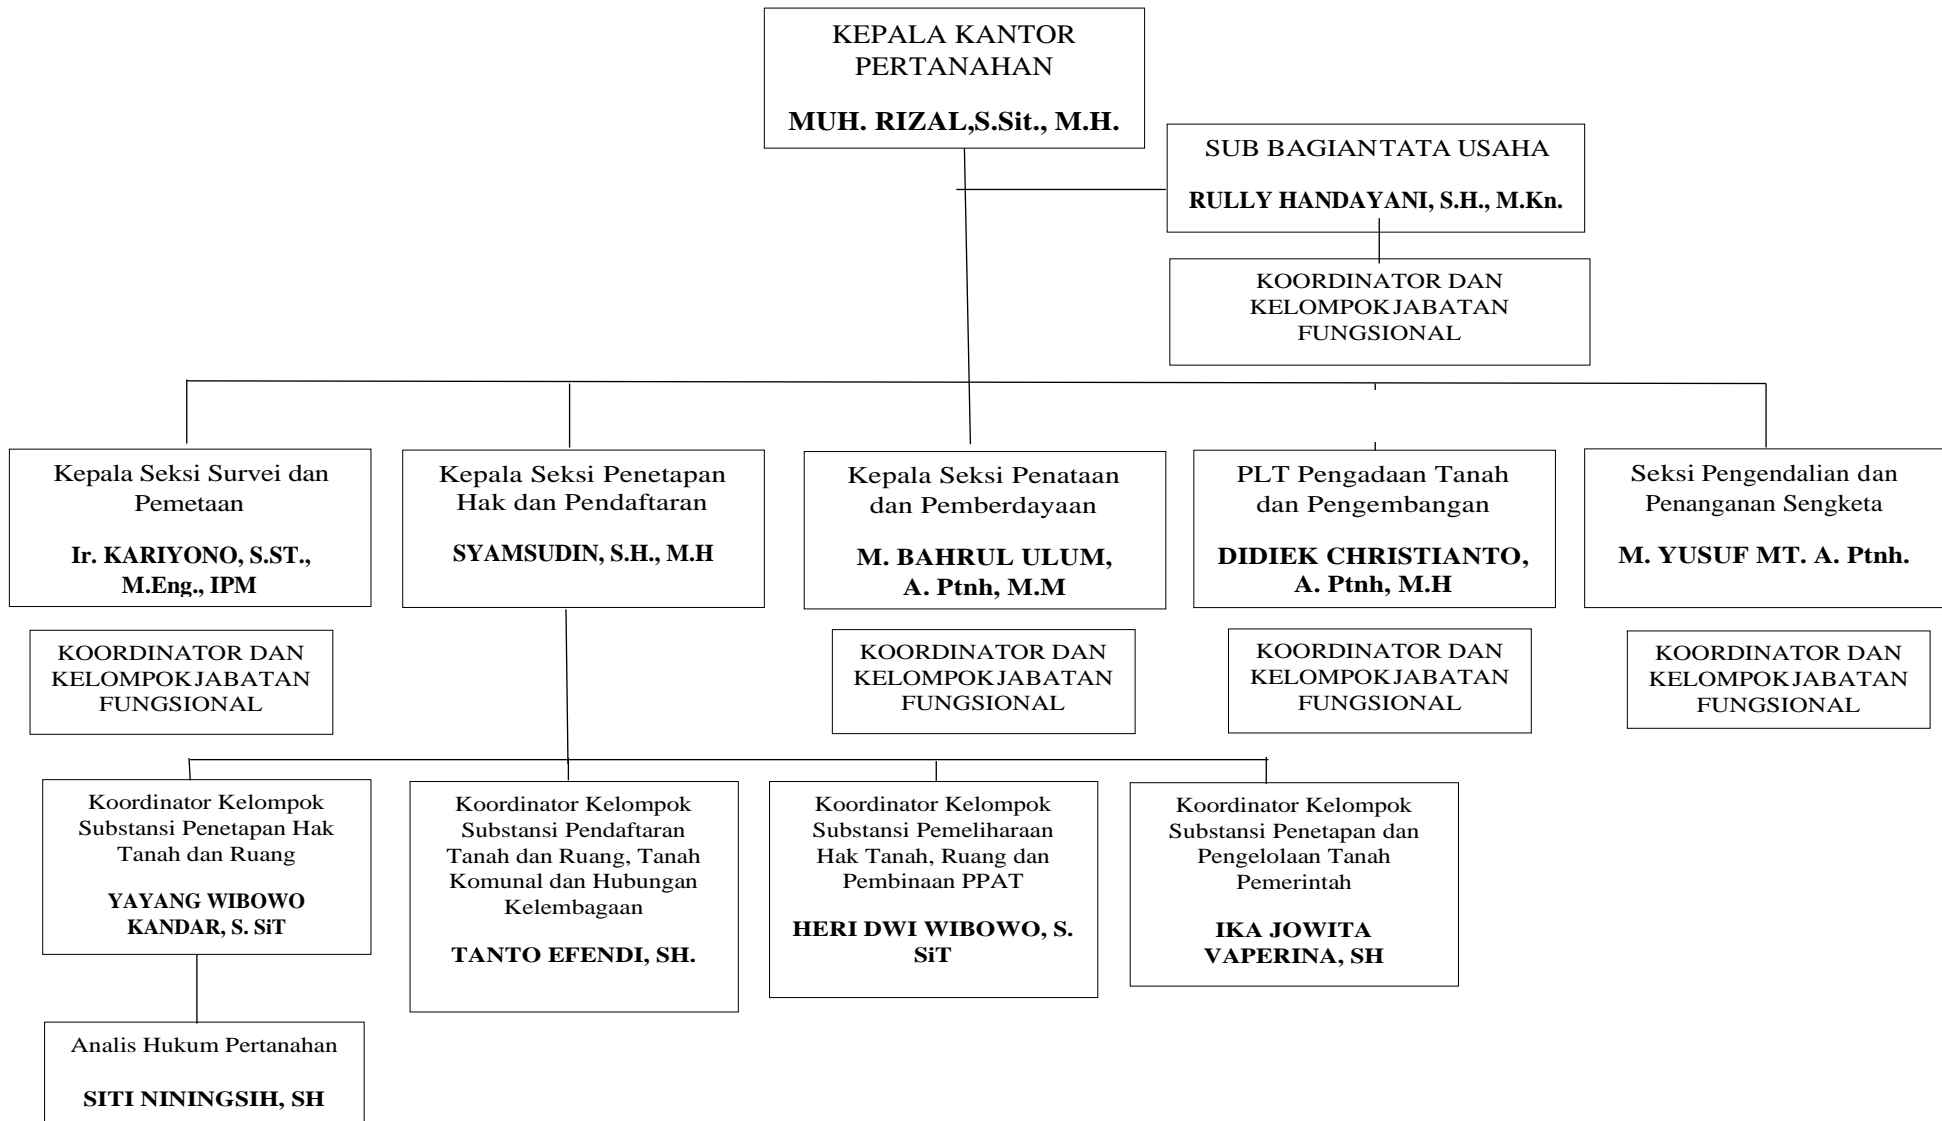 KEPALA KANTOR
PERTANAHAN
MUH. RIZAL,S.Sit., M.H.
SUB BAGIANTATA USAHA
RULLY HANDAYANI, S.H., M.Kn.
KOORDINATOR DAN
KELOMPOKJABATAN
FUNGSIONAL
Kepala Seksi Survei dan
Pemetaan
Ir. KARIYONO, S.ST.,
M.Eng., IPM
Kepala Seksi Penetapan
Hak dan Pendaftaran
SYAMSUDIN, S.H., M.H
Kepala Seksi Penataan
dan Pemberdayaan
M. BAHRUL ULUM,
A. Ptnh, M.M
PLT Pengadaan Tanah
dan Pengembangan
DIDIEK CHRISTIANTO,
A. Ptnh, M.H
Seksi Pengendalian dan
Penanganan Sengketa
M. YUSUF MT. A. Ptnh.
KOORDINATOR DAN
KELOMPOKJABATAN
FUNGSIONAL
KOORDINATOR DAN
KELOMPOKJABATAN
FUNGSIONAL
KOORDINATOR DAN
KELOMPOKJABATAN
FUNGSIONAL
KOORDINATOR DAN
KELOMPOKJABATAN
FUNGSIONAL
Koordinator Kelompok
Substansi Penetapan Hak
Tanah dan Ruang
YAYANG WIBOWO
KANDAR, S. SiT
Koordinator Kelompok
Substansi Pendaftaran
Tanah dan Ruang, Tanah
Komunal dan Hubungan
Kelembagaan
TANTO EFENDI, SH.
Koordinator Kelompok
Substansi Pemeliharaan
Hak Tanah, Ruang dan
Pembinaan PPAT
HERI DWI WIBOWO, S.
SiT
Koordinator Kelompok
Substansi Penetapan dan
Pengelolaan Tanah
Pemerintah
IKA JOWITA
VAPERINA, SH
Analis Hukum Pertanahan
SITI NININGSIH, SH